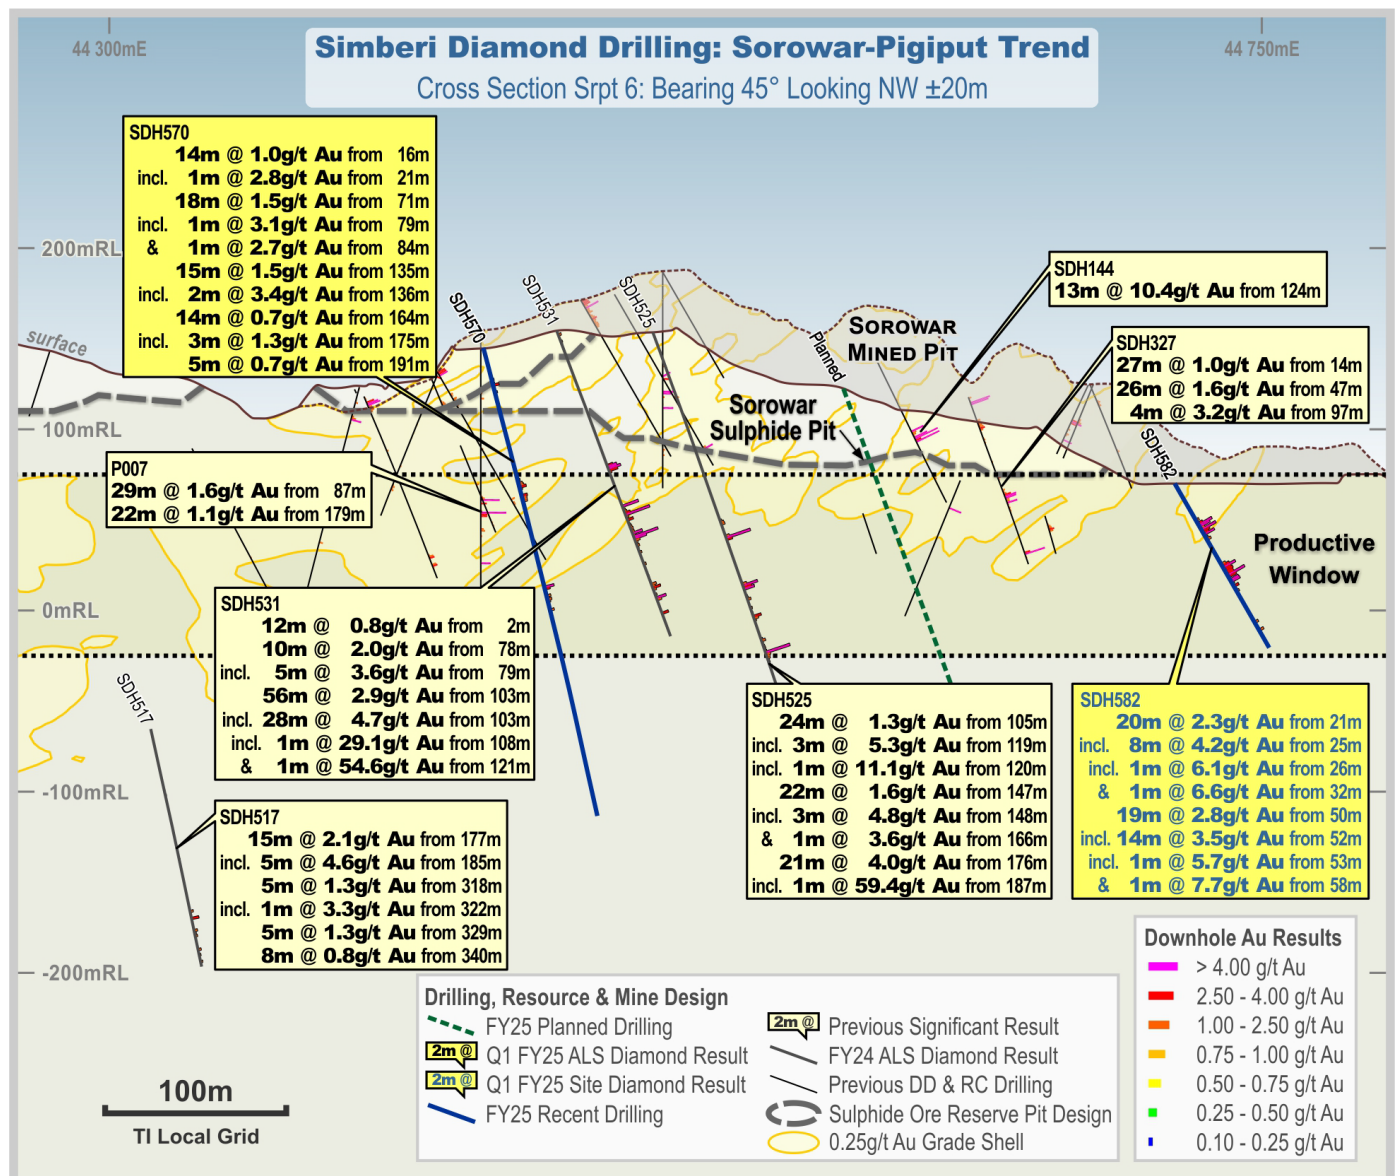 44 300mE
44 750mE
Simberi Diamond Drilling: Sorowar-Pigiput Trend
Cross Section Srpt 6: Bearing 45° Looking NW ±20m
SDH570
14m @ 1.0g/t Au from 16m
incl. 1m @ 2.8g/t Au from 21m
18m @ 1.5g/t Au from 71m
incl. 1m @ 3.1g/t Au from 79m
& 1m @ 2.7g/t Au from 84m
15m @ 1.5g/t Au from 135m
incl. 2m @ 3.4g/t Au from 136m
14m @ 0.7g/t Au from 164m
incl. 3m @ 1.3g/t Au from 175m
5m @ 0.7g/t Au from 191m
200mRL
100mRL
0mRL
-100mRL
-200mRL
surface
SDH570
SDH531
SDH525
Planned
SOROWAR
MINED PIT
Sorowar
Sulphide Pit
SDH144
13m @ 10.4g/t Au from 124m
SDH327
27m @ 1.0g/t Au from 14m
26m @ 1.6g/t Au from 47m
4m @ 3.2g/t Au from 97m
SDH582
Productive
Window
P007
29m @ 1.6g/t Au from 87m
22m @ 1.1g/t Au from 179m
SDH531
12m @ 0.8g/t Au from 2m
10m @ 2.0g/t Au from 78m
incl. 5m @ 3.6g/t Au from 79m
56m @ 2.9g/t Au from 103m
incl. 28m @ 4.7g/t Au from 103m
incl. 1m @ 29.1g/t Au from 108m
& 1m @ 54.6g/t Au from 121m
SDH517
SDH517
15m @ 2.1g/t Au from 177m
incl. 5m @ 4.6g/t Au from 185m
5m @ 1.3g/t Au from 318m
incl. 1m @ 3.3g/t Au from 322m
5m @ 1.3g/t Au from 329m
8m @ 0.8g/t Au from 340m
SDH525
24m @ 1.3g/t Au from 105m
incl. 3m @ 5.3g/t Au from 119m
incl. 1m @ 11.1g/t Au from 120m
22m @ 1.6g/t Au from 147m
incl. 3m @ 4.8g/t Au from 148m
& 1m @ 3.6g/t Au from 166m
21m @ 4.0g/t Au from 176m
incl. 1m @ 59.4g/t Au from 187m
SDH582
20m @ 2.3g/t Au from 21m
incl. 8m @ 4.2g/t Au from 25m
incl. 1m @ 6.1g/t Au from 26m
& 1m @ 6.6g/t Au from 32m
19m @ 2.8g/t Au from 50m
incl. 14m @ 3.5g/t Au from 52m
incl. 1m @ 5.7g/t Au from 53m
& 1m @ 7.7g/t Au from 58m
100m
TI Local Grid
Drilling, Resource & Mine Design
FY25 Planned Drilling
2m @ Q1 FY25 ALS Diamond Result
2m @ Q1 FY25 Site Diamond Result
FY25 Recent Drilling
2m @ Previous Significant Result
FY24 ALS Diamond Result
Previous DD & RC Drilling
Sulphide Ore Reserve Pit Design
0.25g/t Au Grade Shell
Downhole Au Results
> 4.00 g/t Au
2.50 - 4.00 g/t Au
1.00 - 2.50 g/t Au
0.75 - 1.00 g/t Au
0.50 - 0.75 g/t Au
0.25 - 0.50 g/t Au
0.10 - 0.25 g/t Au